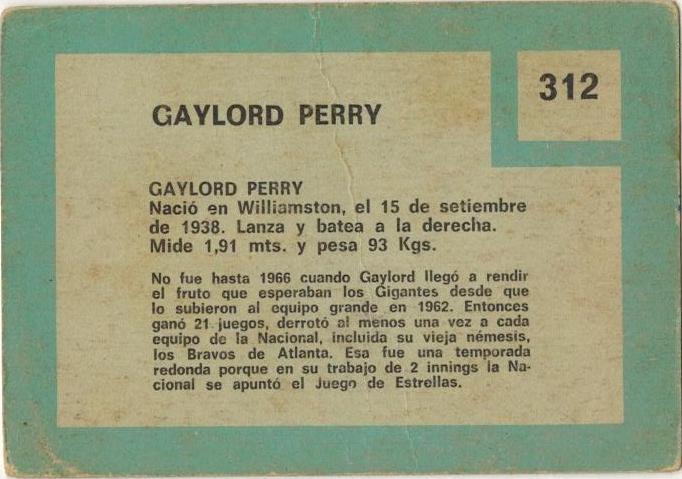 312
GAYLORD PERRY
GAYLORD PERRY
Nació en Williamston, el 15 de setiembre
de 1938. Lanza y batea a la derecha.
Mide 1,91 mts. y pesa 93 Kgs.
No fue hasta 1966 cuando Gaylord llegó a rendir
el fruto que esperaban los Gigantes desde que
lo subieron al equipo grande en 1962. Entonces
ganó 21 juegos, derrotó al menos una vez a cada
equipo de la Nacional, incluida su vieja némesis,
los Bravos de Atlanta. Esa fue una temporada
redonda porque en su trabajo de 2 innings la Na-
cional se apuntó el Juego de Estrellas.